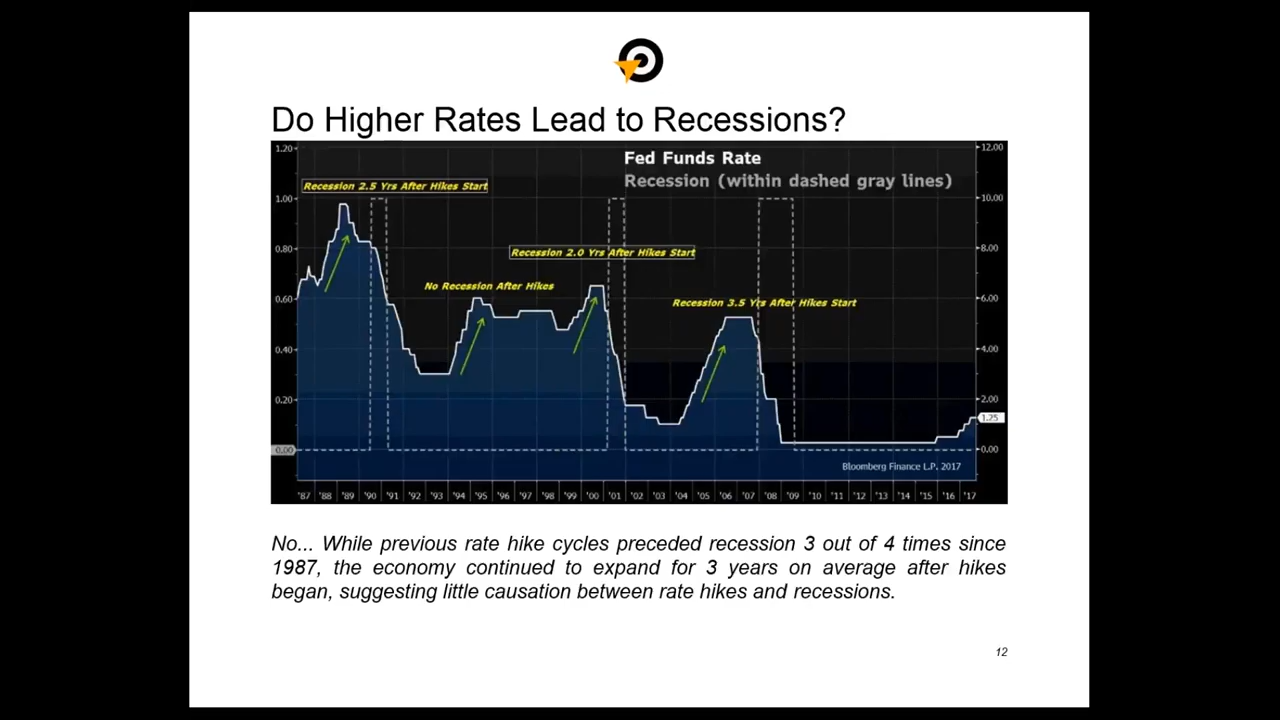 Do Higher Rates Lead to Recessions?
Fed Funds Rate
Recession (within dashed gray lines)
Recession 2.5 Yrs After Hikes Start
Recession 2.0 Yrs After Hikes Start
No Recession After Hikes
Recession 3.5 Yrs After Hikes Start
1.20
1.00
0.80
0.60
0.40
0.20
0.00
12.00
10.00
8.00
6.00
4.00
2.00
1.25
0.00
Bloomberg Finance L.P. 2017
'87 '88 '89 '90 '91 '92 '93 '94 '95 '96 '97 '98 '99 '00 '01 '02 '03 '04 '05 '06 '07 '08 '09 '10 '11 '12 '13 '14 '15 '16 '17
No... While previous rate hike cycles preceded recession 3 out of 4 times since
1987, the economy continued to expand for 3 years on average after hikes
began, suggesting little causation between rate hikes and recessions.
12